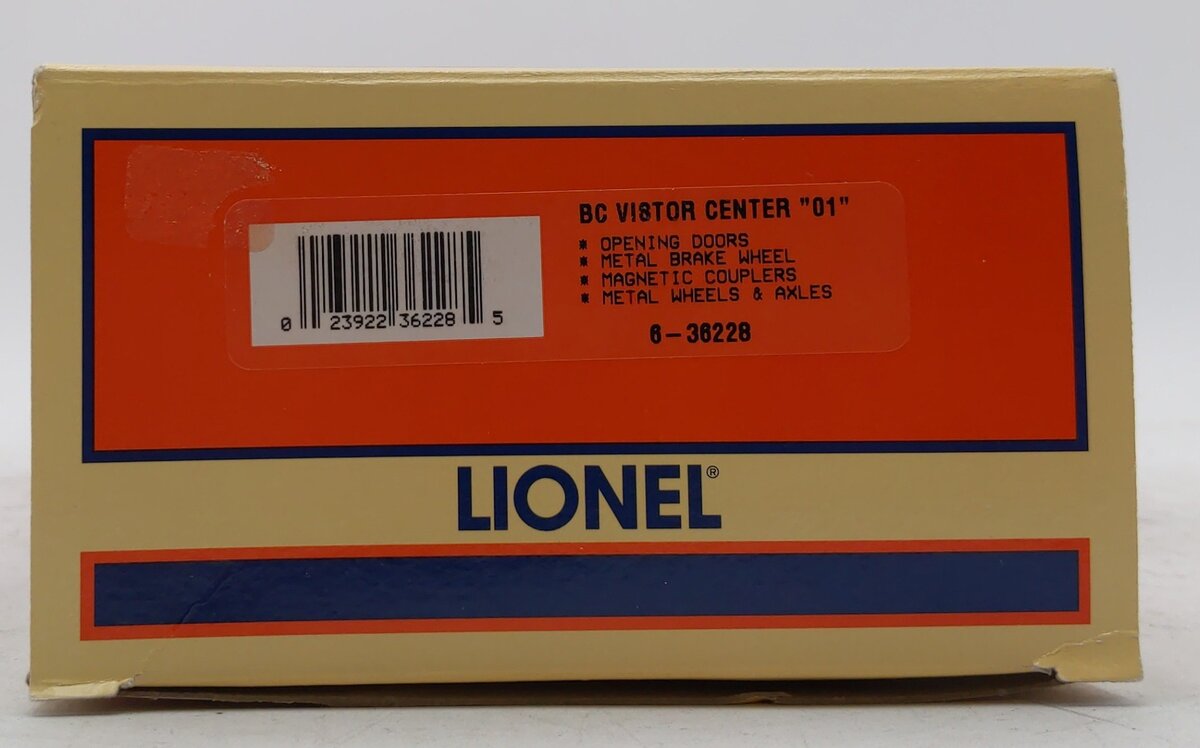 BC VISTOR CENTER "01"
* OPENING DOORS
* METAL BRAKE WHEEL
* MAGNETIC COUPLERS
* METAL WHEELS & AXLES
6-36228
0 23922 36228 5
LIONEL®